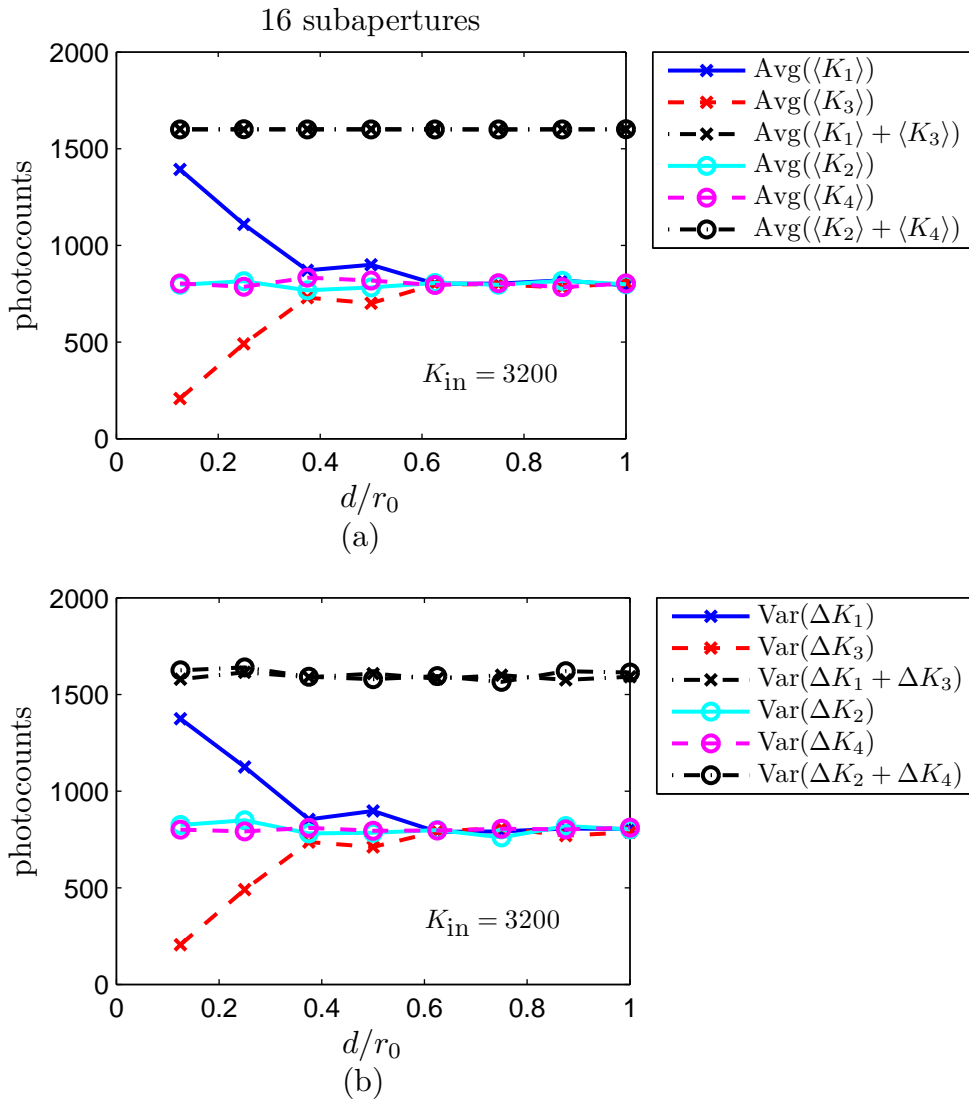 16 subapertures
2000
1500
1000
500
0
photocounts
0 0.2 0.4 0.6 0.8 1
d/r₀
K_in = 3200
Avg(⟨K₁⟩)
Avg(⟨K₃⟩)
Avg(⟨K₁⟩ + ⟨K₃⟩)
Avg(⟨K₂⟩)
Avg(⟨K₄⟩)
Avg(⟨K₂⟩ + ⟨K₄⟩)
(a)
2000
1500
1000
500
0
photocounts
0 0.2 0.4 0.6 0.8 1
d/r₀
K_in = 3200
Var(ΔK₁)
Var(ΔK₃)
Var(ΔK₁ + ΔK₃)
Var(ΔK₂)
Var(ΔK₄)
Var(ΔK₂ + ΔK₄)
(b)